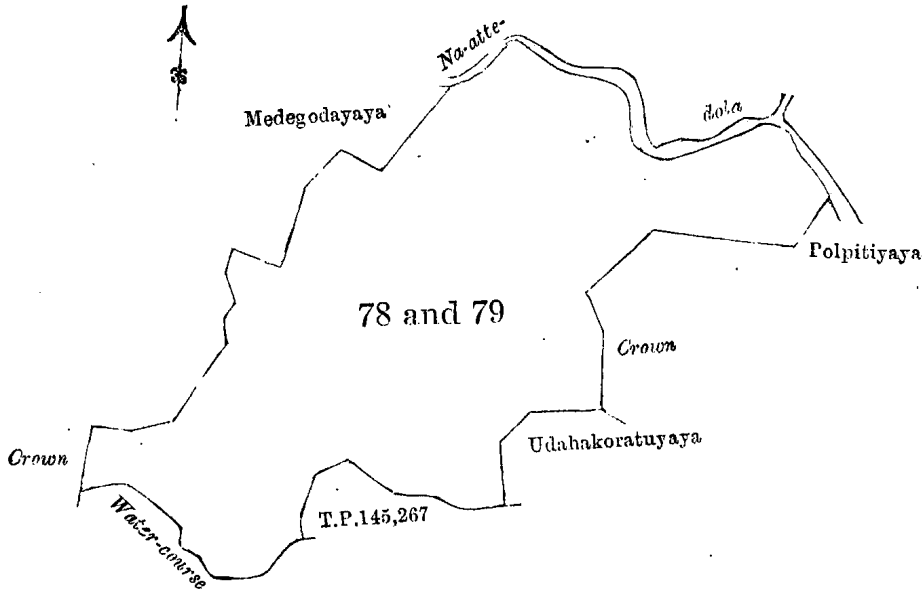 Na-atte-
dola
Medegodayaya
Polpitiyaya
78 and 79
Crown
Udahakoratuyaya
Crown
T.P.145,267
Water-course